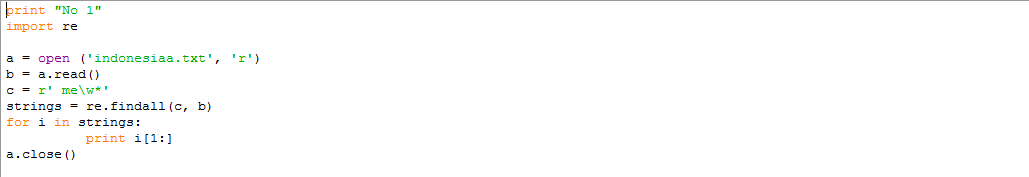 print "No 1"
import re

a = open ('indonesiaa.txt', 'r')
b = a.read()
c = r' me\w*'
strings = re.findall(c, b)
for i in strings:
        print i[1:]
a.close()